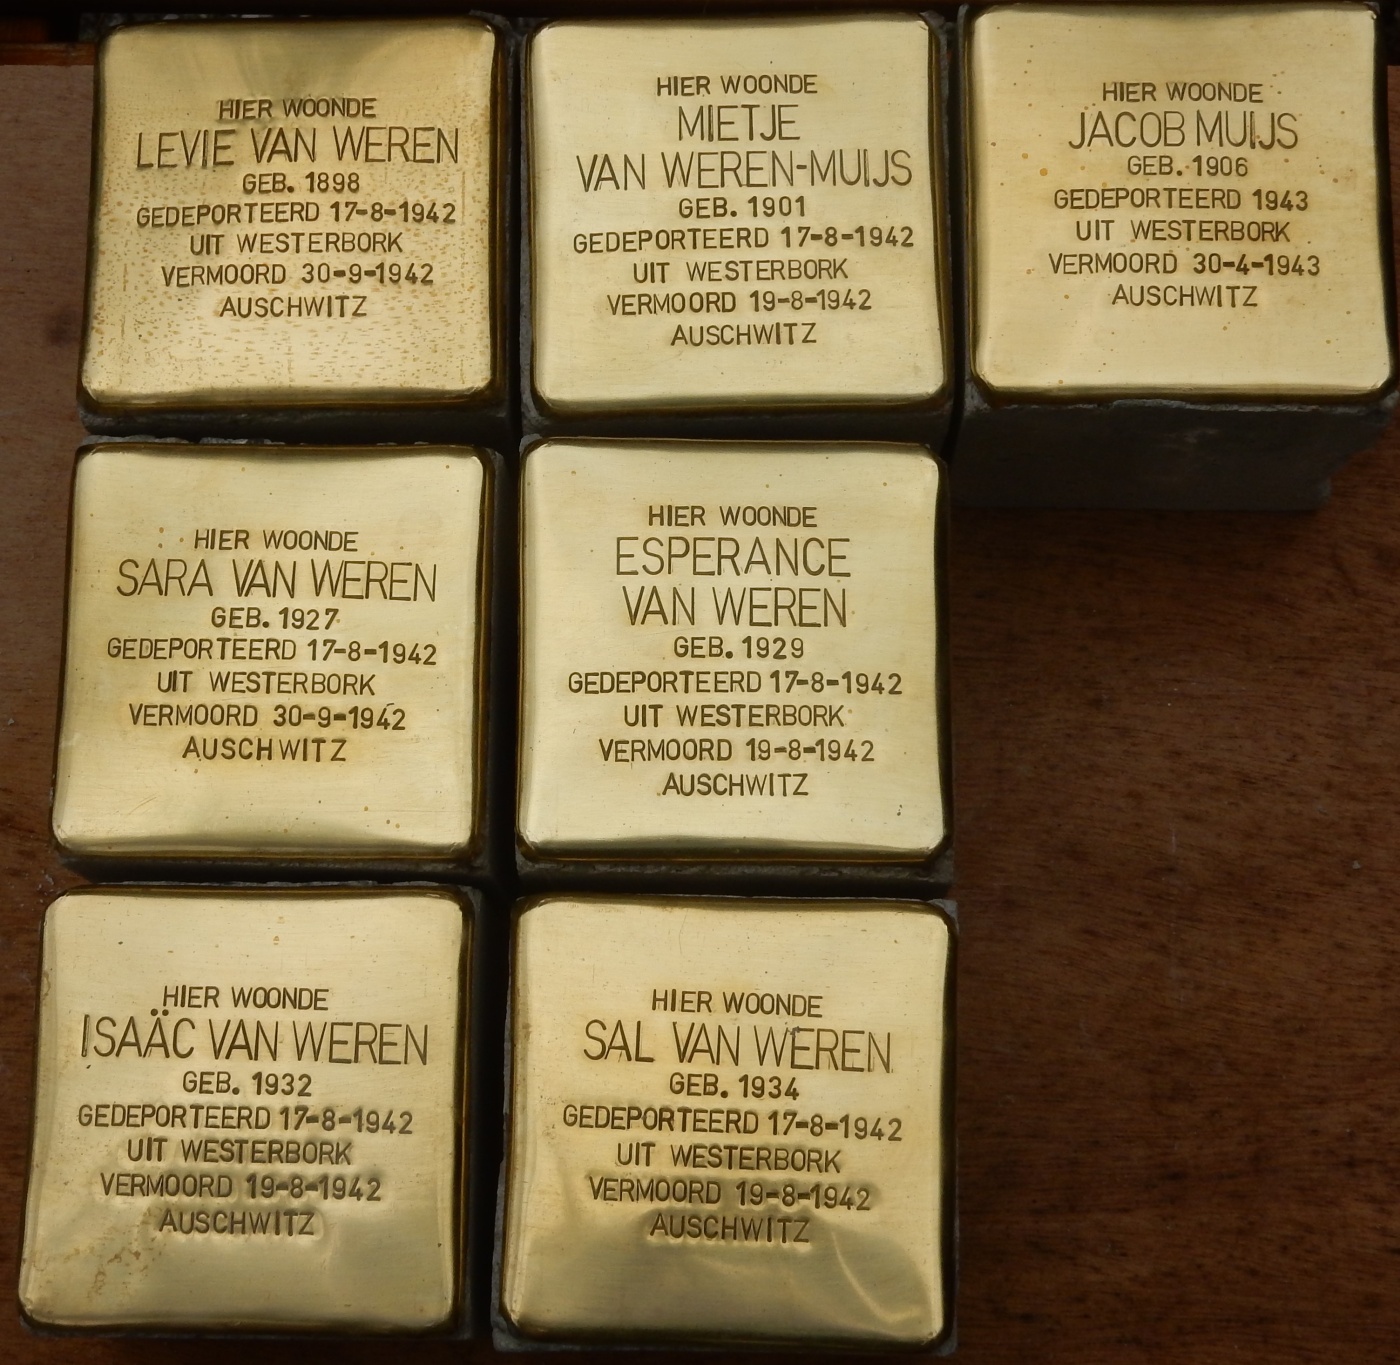 HIER WOONDE
LEVIE VAN WEREN
GEB. 1898
GEDEPORTEERD 17-8-1942
UIT WESTERBORK
VERMOORD 30-9-1942
AUSCHWITZ
HIER WOONDE
MIETJE
VAN WEREN-MUIJS
GEB. 1901
GEDEPORTEERD 17-8-1942
UIT WESTERBORK
VERMOORD 19-8-1942
AUSCHWITZ
HIER WOONDE
JACOB MUIJS
GEB. 1906
GEDEPORTEERD 1943
UIT WESTERBORK
VERMOORD 30-4-1943
AUSCHWITZ
HIER WOONDE
SARA VAN WEREN
GEB. 1927
GEDEPORTEERD 17-8-1942
UIT WESTERBORK
VERMOORD 30-9-1942
AUSCHWITZ
HIER WOONDE
ESPERANCE
VAN WEREN
GEB. 1929
GEDEPORTEERD 17-8-1942
UIT WESTERBORK
VERMOORD 19-8-1942
AUSCHWITZ
HIER WOONDE
ISAÄC VAN WEREN
GEB. 1932
GEDEPORTEERD 17-8-1942
UIT WESTERBORK
VERMOORD 19-8-1942
AUSCHWITZ
HIER WOONDE
SAL VAN WEREN
GEB. 1934
GEDEPORTEERD 17-8-1942
UIT WESTERBORK
VERMOORD 19-8-1942
AUSCHWITZ